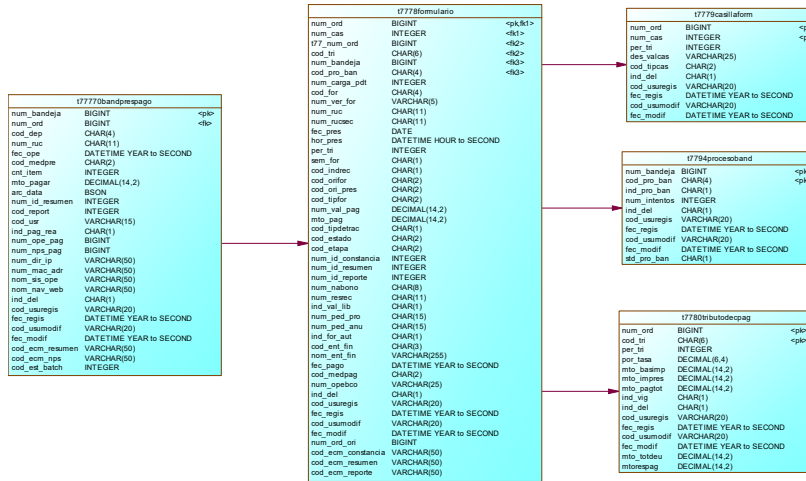 t77770bandprespago
num_bandeja BIGINT <pk>
num_ord BIGINT <fk>
cod_dep CHAR(4)
num_ruc CHAR(11)
fec_ope DATETIME YEAR to SECOND
cod_medpre CHAR(2)
cnt_item INTEGER
mto_pagar DECIMAL(14,2)
arc_data BSON
num_id_resumen INTEGER
cod_report INTEGER
cod_usr VARCHAR(15)
ind_pag_rea CHAR(1)
num_ope_pag BIGINT
num_nps_pag BIGINT
num_dir_ip VARCHAR(50)
num_mac_adr VARCHAR(50)
num_sis_ope VARCHAR(50)
nom_nav_web VARCHAR(50)
ind_del CHAR(1)
cod_usuregis VARCHAR(20)
fec_regis DATETIME YEAR to SECOND
cod_usumodif VARCHAR(20)
fec_modif DATETIME YEAR to SECOND
cod_ecm_resumen VARCHAR(50)
cod_ecm_nps VARCHAR(50)
cod_est_batch INTEGER
t7778formulario
num_ord BIGINT <pk,fk1>
num_cas INTEGER <fk1>
t77_num_ord BIGINT <fk2>
cod_tri CHAR(6) <fk2>
num_bandeja BIGINT <fk3>
cod_pro_ban CHAR(4) <fk3>
num_carga_pdt INTEGER
cod_for CHAR(4)
num_ver_for VARCHAR(5)
num_ruc CHAR(11)
num_rucsec CHAR(11)
fec_pres DATE
hor_pres DATETIME HOUR to SECOND
per_tri INTEGER
sem_for CHAR(1)
cod_indrec CHAR(1)
cod_orifor CHAR(2)
cod_ori_pres CHAR(2)
cod_tipfor CHAR(2)
num_val_pag DECIMAL(14,2)
mto_pag DECIMAL(14,2)
cod_tipdetrac CHAR(1)
cod_estado CHAR(2)
cod_etapa CHAR(2)
num_id_constancia INTEGER
num_id_resumen INTEGER
num_id_reporte INTEGER
num_nabono CHAR(8)
num_resrec CHAR(11)
ind_val_lib CHAR(1)
num_ped_pro CHAR(15)
num_ped_anu CHAR(15)
ind_for_aut CHAR(1)
cod_ent_fin CHAR(3)
nom_ent_fin VARCHAR(255)
fec_pago DATETIME YEAR to SECOND
cod_medpag CHAR(2)
cod_numopebco VARCHAR(25)
ind_del CHAR(1)
cod_usuregis VARCHAR(20)
fec_regis DATETIME YEAR to SECOND
cod_usumodif VARCHAR(20)
fec_modif DATETIME YEAR to SECOND
num_ord_ori BIGINT
cod_ecm_constancia VARCHAR(50)
cod_ecm_resumen VARCHAR(50)
cod_ecm_reporte VARCHAR(50)
t7779casillaform
num_ord BIGINT
num_cas INTEGER
per_tri INTEGER
des_valcas VARCHAR(25)
cod_tipcas CHAR(2)
ind_del CHAR(1)
cod_usuregis VARCHAR(20)
fec_regis DATETIME YEAR to SECOND
cod_usumodif VARCHAR(20)
fec_modif DATETIME YEAR to SECOND
t7794procesoband
num_bandeja BIGINT
cod_pro_ban CHAR(4)
ind_pro_ban CHAR(1)
num_intentos INTEGER
ind_del CHAR(1)
cod_usuregis VARCHAR(20)
fec_regis DATETIME YEAR to SECOND
cod_usumodif VARCHAR(20)
fec_modif DATETIME YEAR to SECOND
std_pro_ban CHAR(1)
t7780tributodecpag
num_ord BIGINT <pk>
cod_tri CHAR(6) <pk>
per_tri INTEGER
por_tasa DECIMAL(6,4)
mto_basimp DECIMAL(14,2)
mto_impres DECIMAL(14,2)
mto_pagtot DECIMAL(14,2)
ind_vig CHAR(1)
ind_del CHAR(1)
cod_usuregis VARCHAR(20)
fec_regis DATETIME YEAR to SECOND
cod_usumodif VARCHAR(20)
fec_modif DATETIME YEAR to SECOND
mto_totdeu DECIMAL(14,2)
mtorespag DECIMAL(14,2)